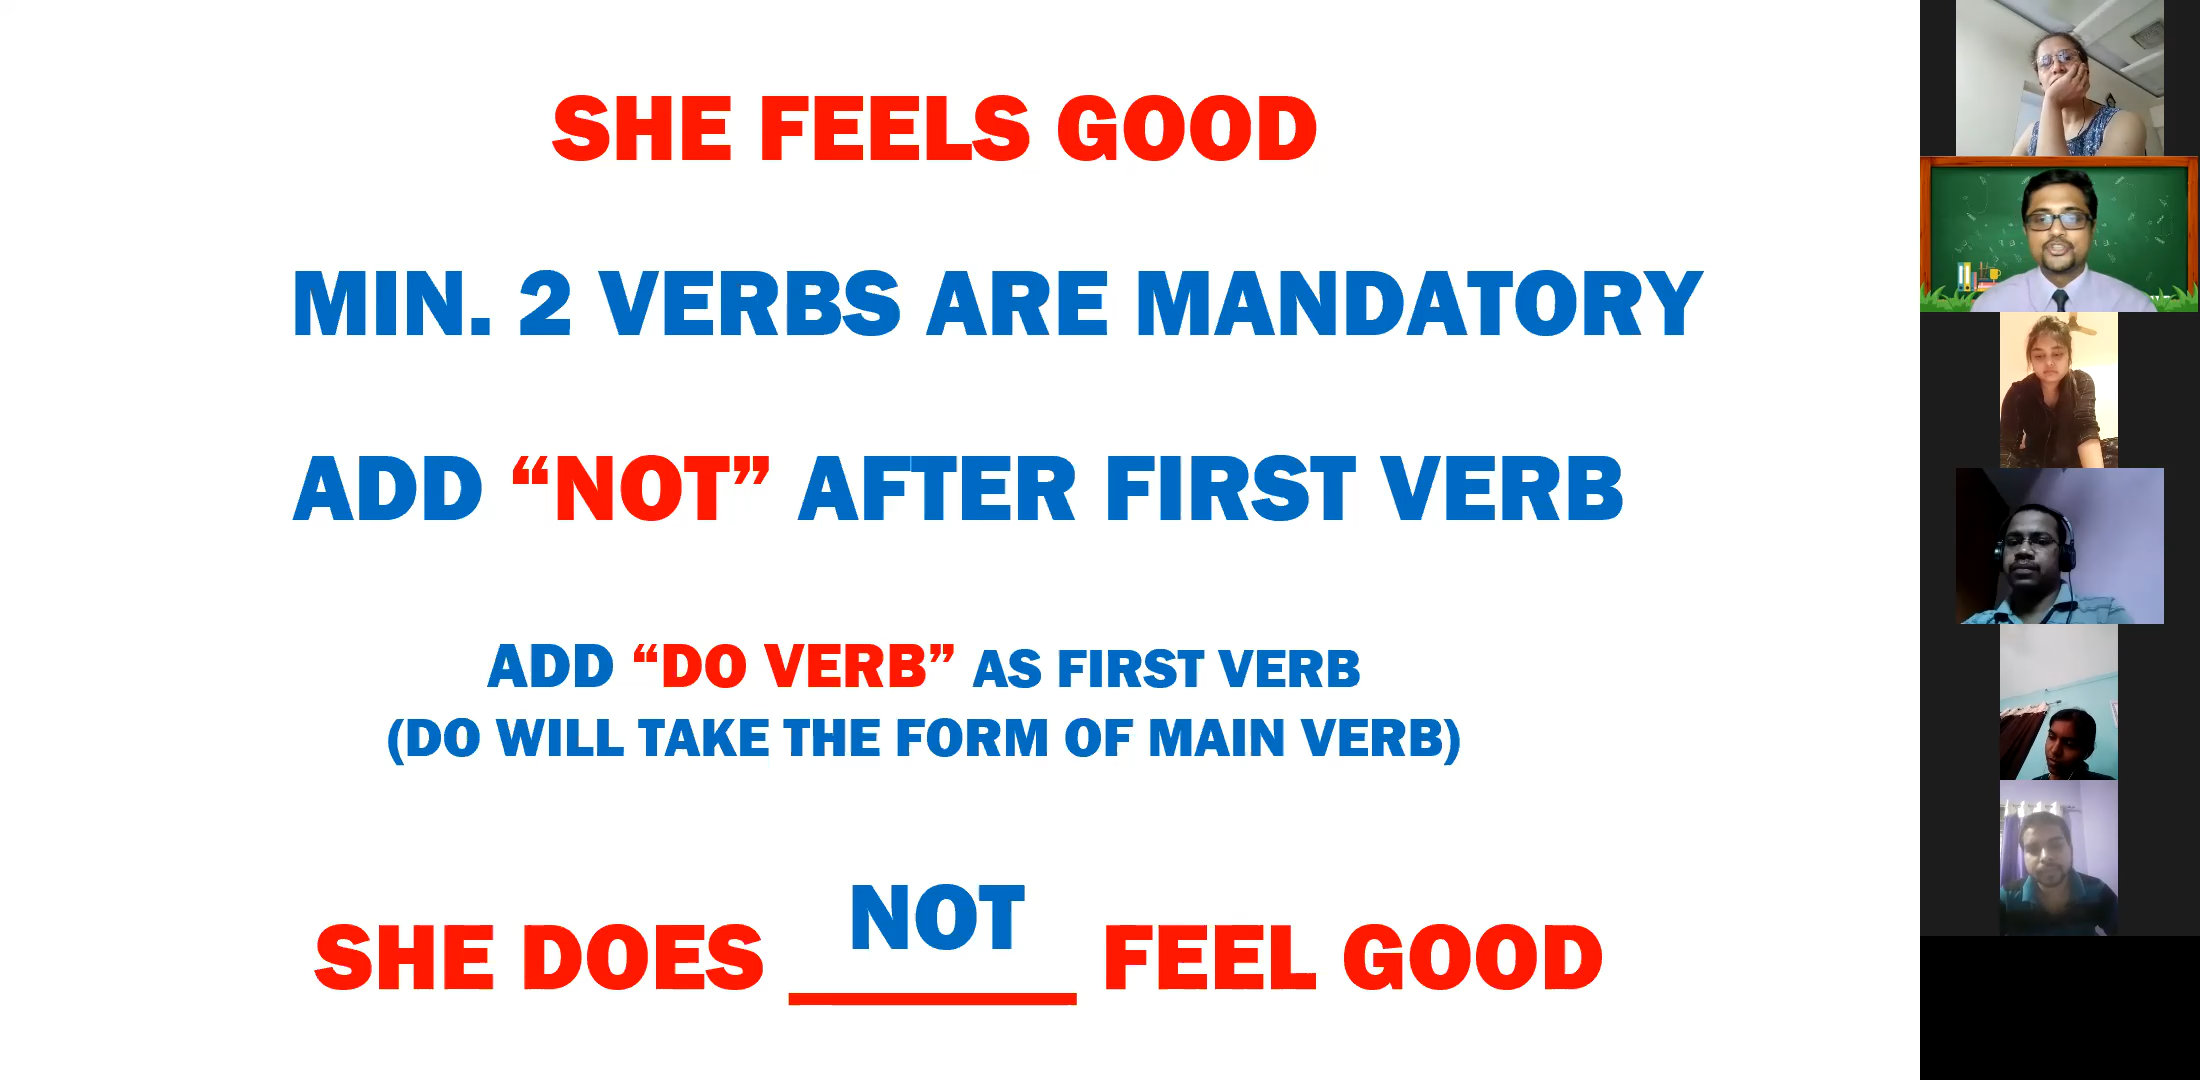 SHE FEELS GOOD
MIN. 2 VERBS ARE MANDATORY
ADD “NOT” AFTER FIRST VERB
ADD “DO VERB” AS FIRST VERB
(DO WILL TAKE THE FORM OF MAIN VERB)
SHE DOES NOT FEEL GOOD